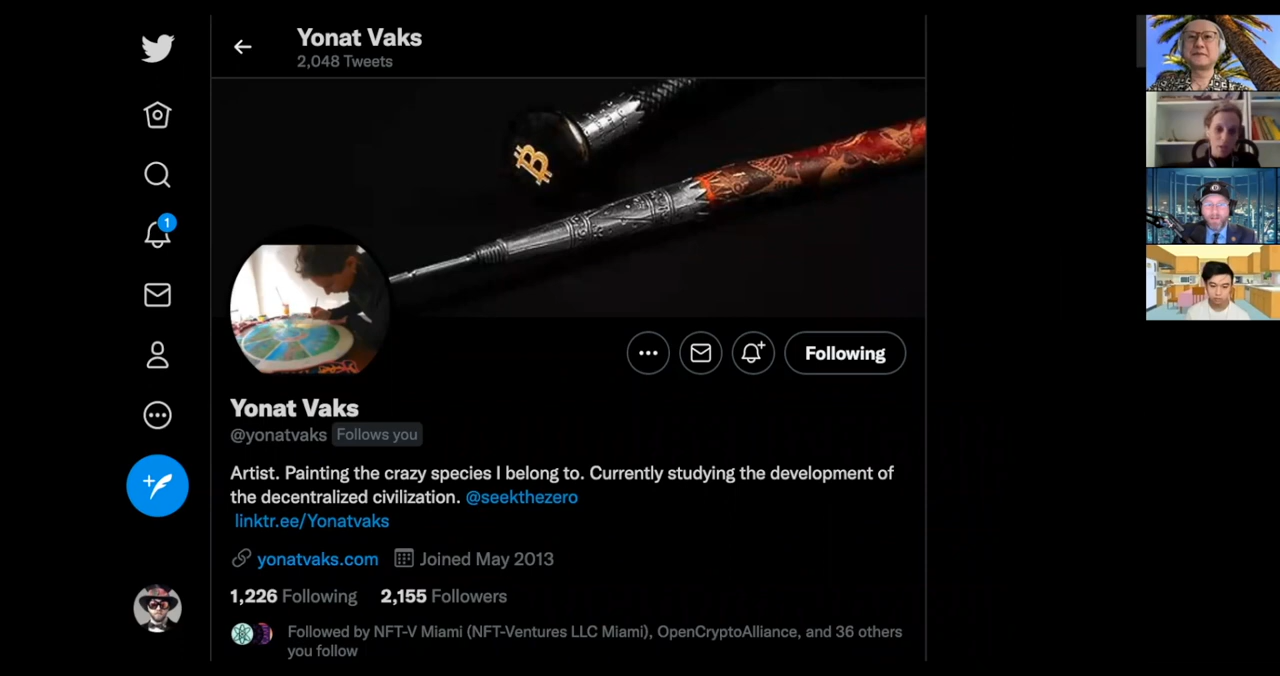 Yonat Vaks
2,048 Tweets
1
Following
Yonat Vaks
@yonatvaks Follows you
Artist. Painting the crazy species I belong to. Currently studying the development of
the decentralized civilization. @seekthezero
linktr.ee/Yonatvaks
yonatvaks.com Joined May 2013
1,226 Following 2,155 Followers
Followed by NFT-V Miami (NFT-Ventures LLC Miami), OpenCryptoAlliance, and 36 others
you follow